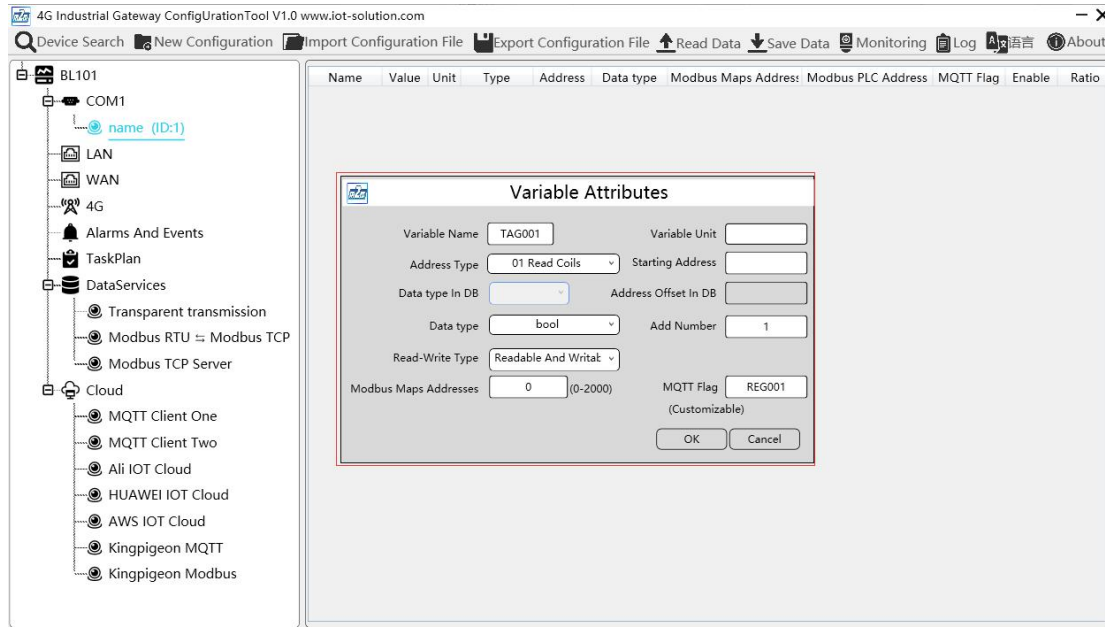 4G Industrial Gateway ConfigUrationTool V1.0 www.iot-solution.com
Device Search New Configuration Import Configuration File Export Configuration File Read Data Save Data Monitoring Log 语言 About
BL101
COM1
name (ID:1)
LAN
WAN
4G
Alarms And Events
TaskPlan
DataServices
Transparent transmission
Modbus RTU ⇆ Modbus TCP
Modbus TCP Server
Cloud
MQTT Client One
MQTT Client Two
Ali IOT Cloud
HUAWEI IOT Cloud
AWS IOT Cloud
Kingpigeon MQTT
Kingpigeon Modbus
Name Value Unit Type Address Data type Modbus Maps Address Modbus PLC Address MQTT Flag Enable Ratio
Variable Attributes
Variable Name TAG001 Variable Unit
Address Type 01 Read Coils Starting Address
Data type In DB Address Offset In DB
Data type bool Add Number 1
Read-Write Type Readable And Writab
Modbus Maps Addresses 0 (0-2000) MQTT Flag REG001
(Customizable)
OK Cancel